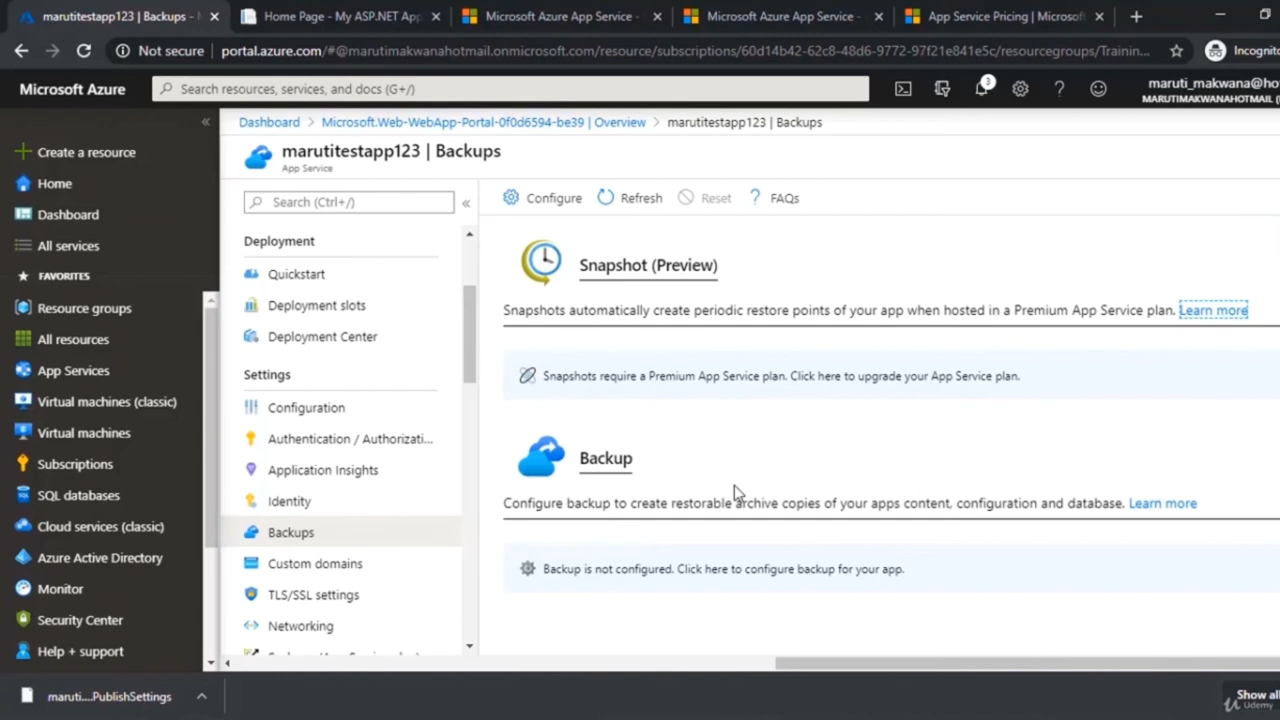 marutitestapp123 | Backups -
Home Page - My ASP.NET App
Microsoft Azure App Service -
Microsoft Azure App Service -
App Service Pricing | Microsoft
Not secure
portal.azure.com/#@marutimakwanahotmail.onmicrosoft.com/resource/subscriptions/60d14b42-62c8-48d6-9772-97f21e841e5c/resourcegroups/Trainin...
Incognito
Microsoft Azure
Search resources, services, and docs (G+/)
3
maruti_makwana@ho
MARUTIMAKWANAHOTMAIL
Create a resource
Home
Dashboard
All services
FAVORITES
Resource groups
All resources
App Services
Virtual machines (classic)
Virtual machines
Subscriptions
SQL databases
Cloud services (classic)
Azure Active Directory
Monitor
Security Center
Help + support
Dashboard > Microsoft.Web-WebApp-Portal-0f0d6594-be39 | Overview > marutitestapp123 | Backups
marutitestapp123 | Backups
App Service
Search (Ctrl+/)
Deployment
Quickstart
Deployment slots
Deployment Center
Settings
Configuration
Authentication / Authorizati...
Application Insights
Identity
Backups
Custom domains
TLS/SSL settings
Networking
Configure
Refresh
Reset
FAQs
Snapshot (Preview)
Snapshots automatically create periodic restore points of your app when hosted in a Premium App Service plan. Learn more
Snapshots require a Premium App Service plan. Click here to upgrade your App Service plan.
Backup
Configure backup to create restorable archive copies of your apps content, configuration and database. Learn more
Backup is not configured. Click here to configure backup for your app.
maruti....PublishSettings
Show all
Udemy